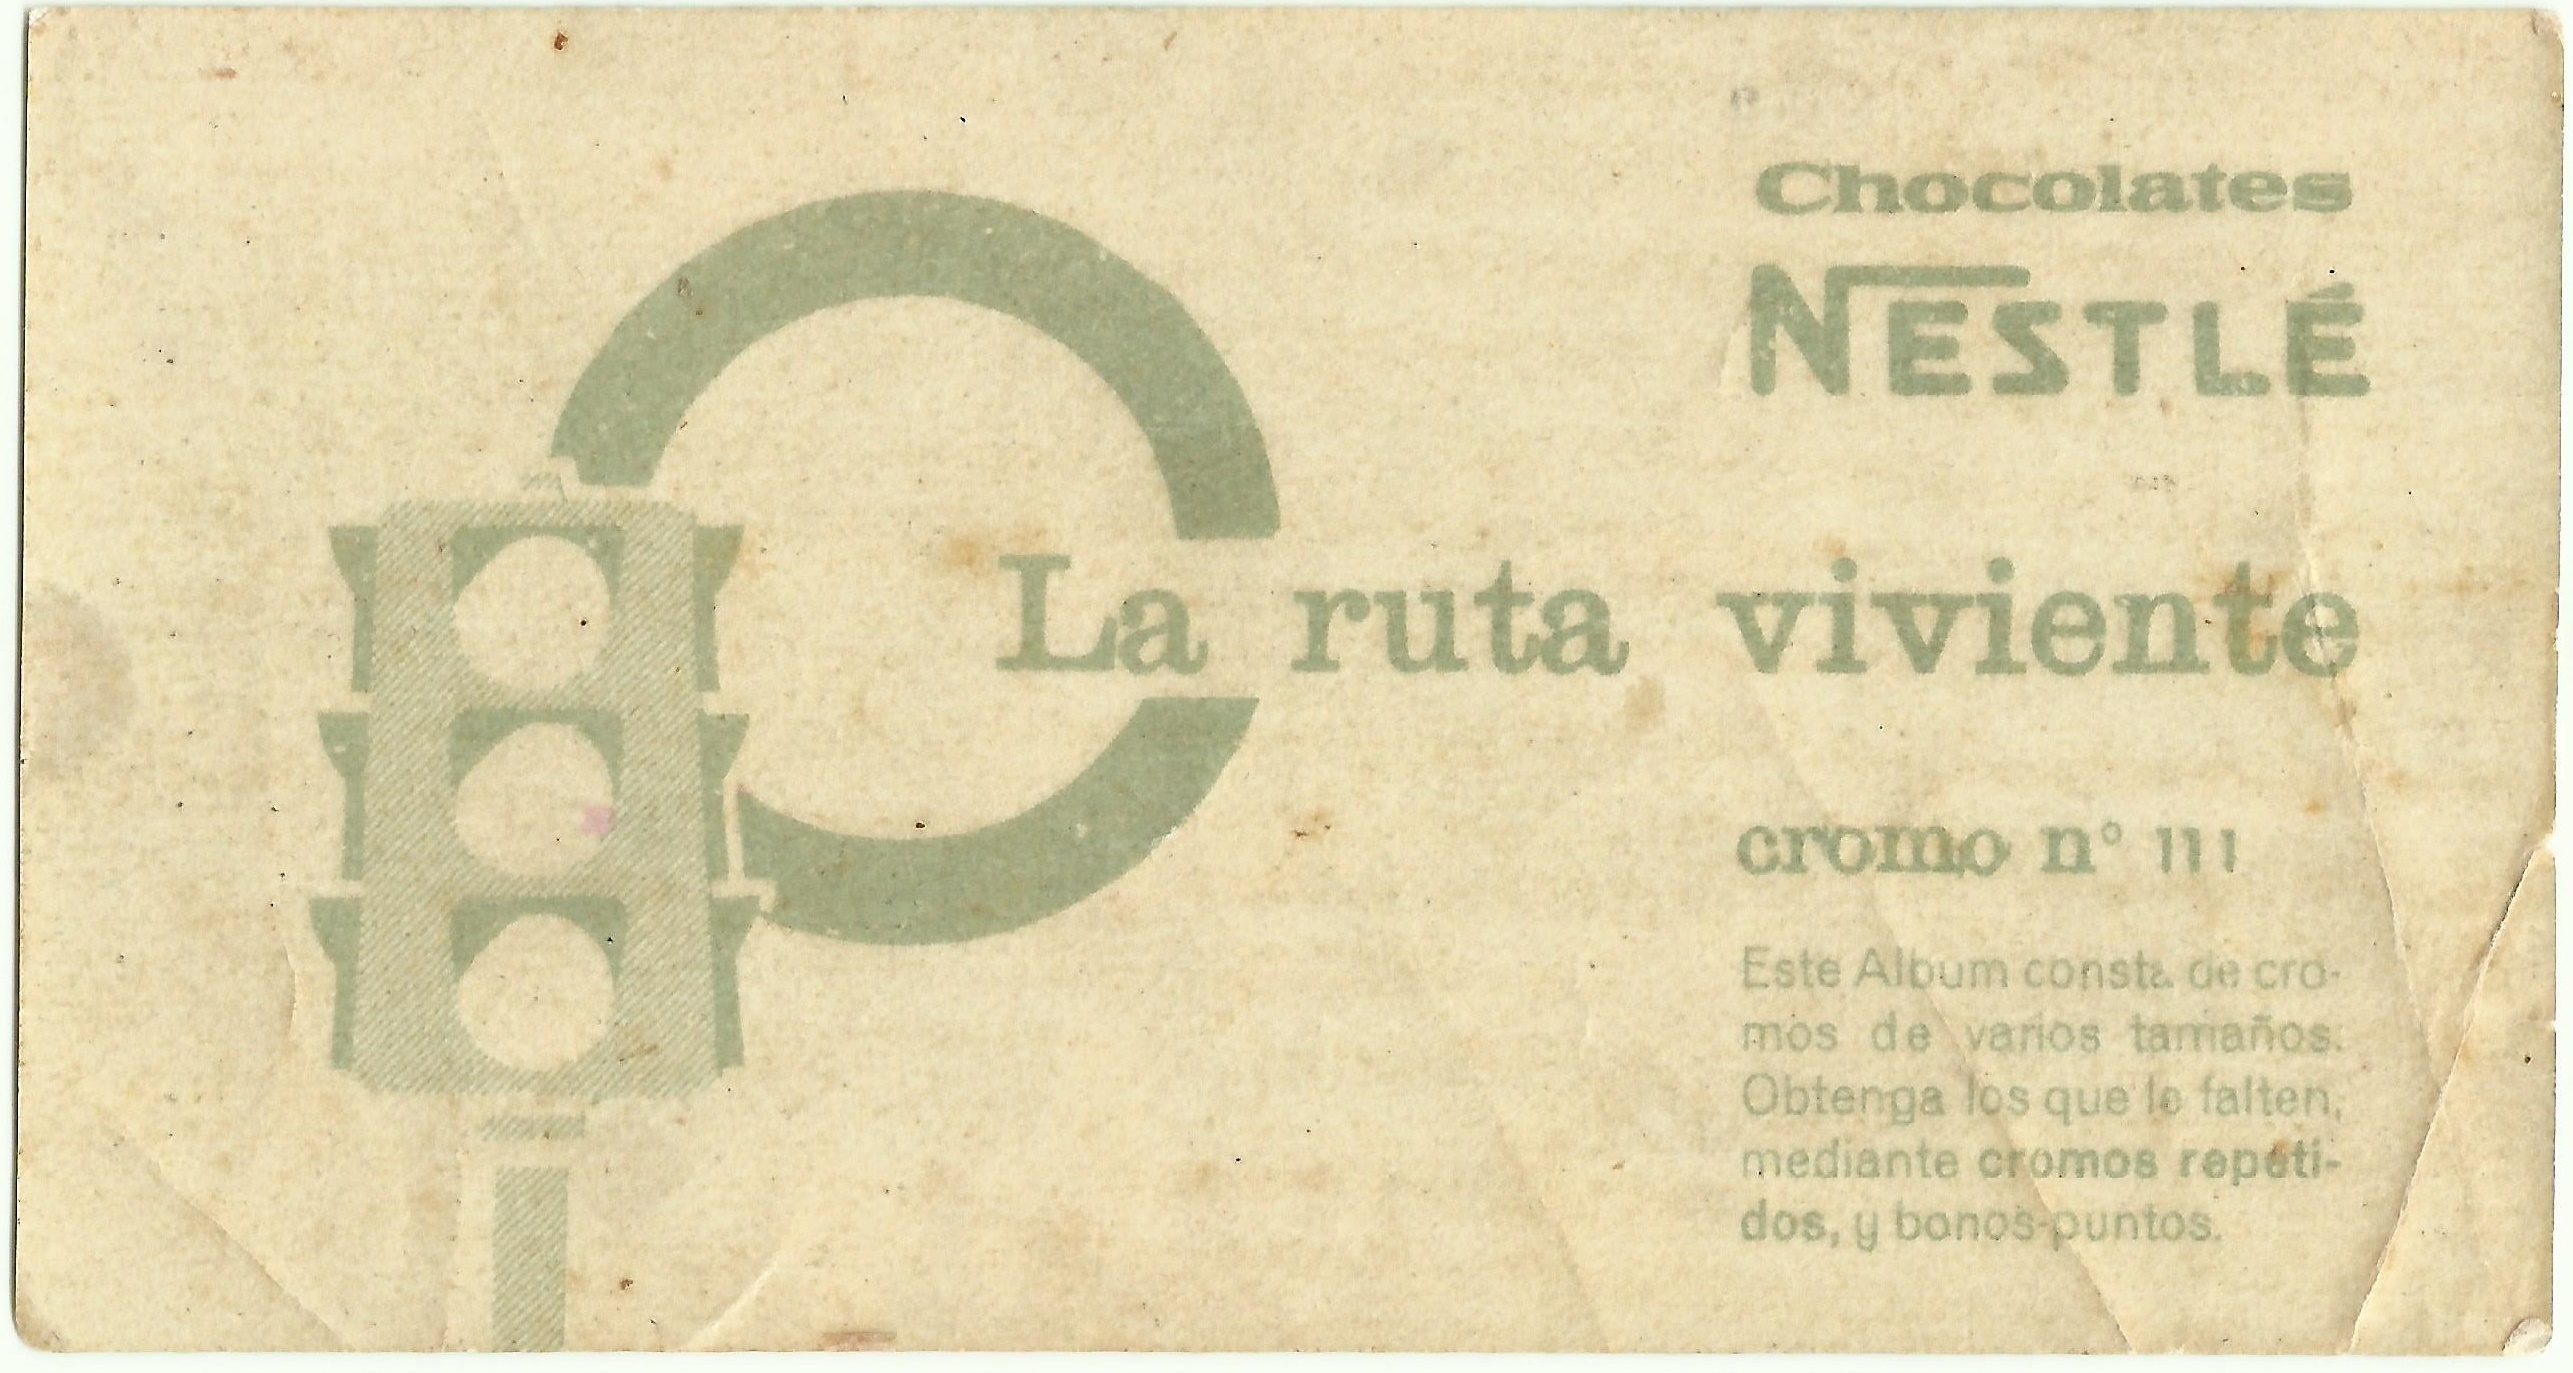 Chocolates
NESTLÉ
La ruta viviente
cromo nº 111
Este Album consta de cro-
mos de varios tamaños.
Obtenga los que le falten,
mediante cromos repeti-
dos, y bonos-puntos.